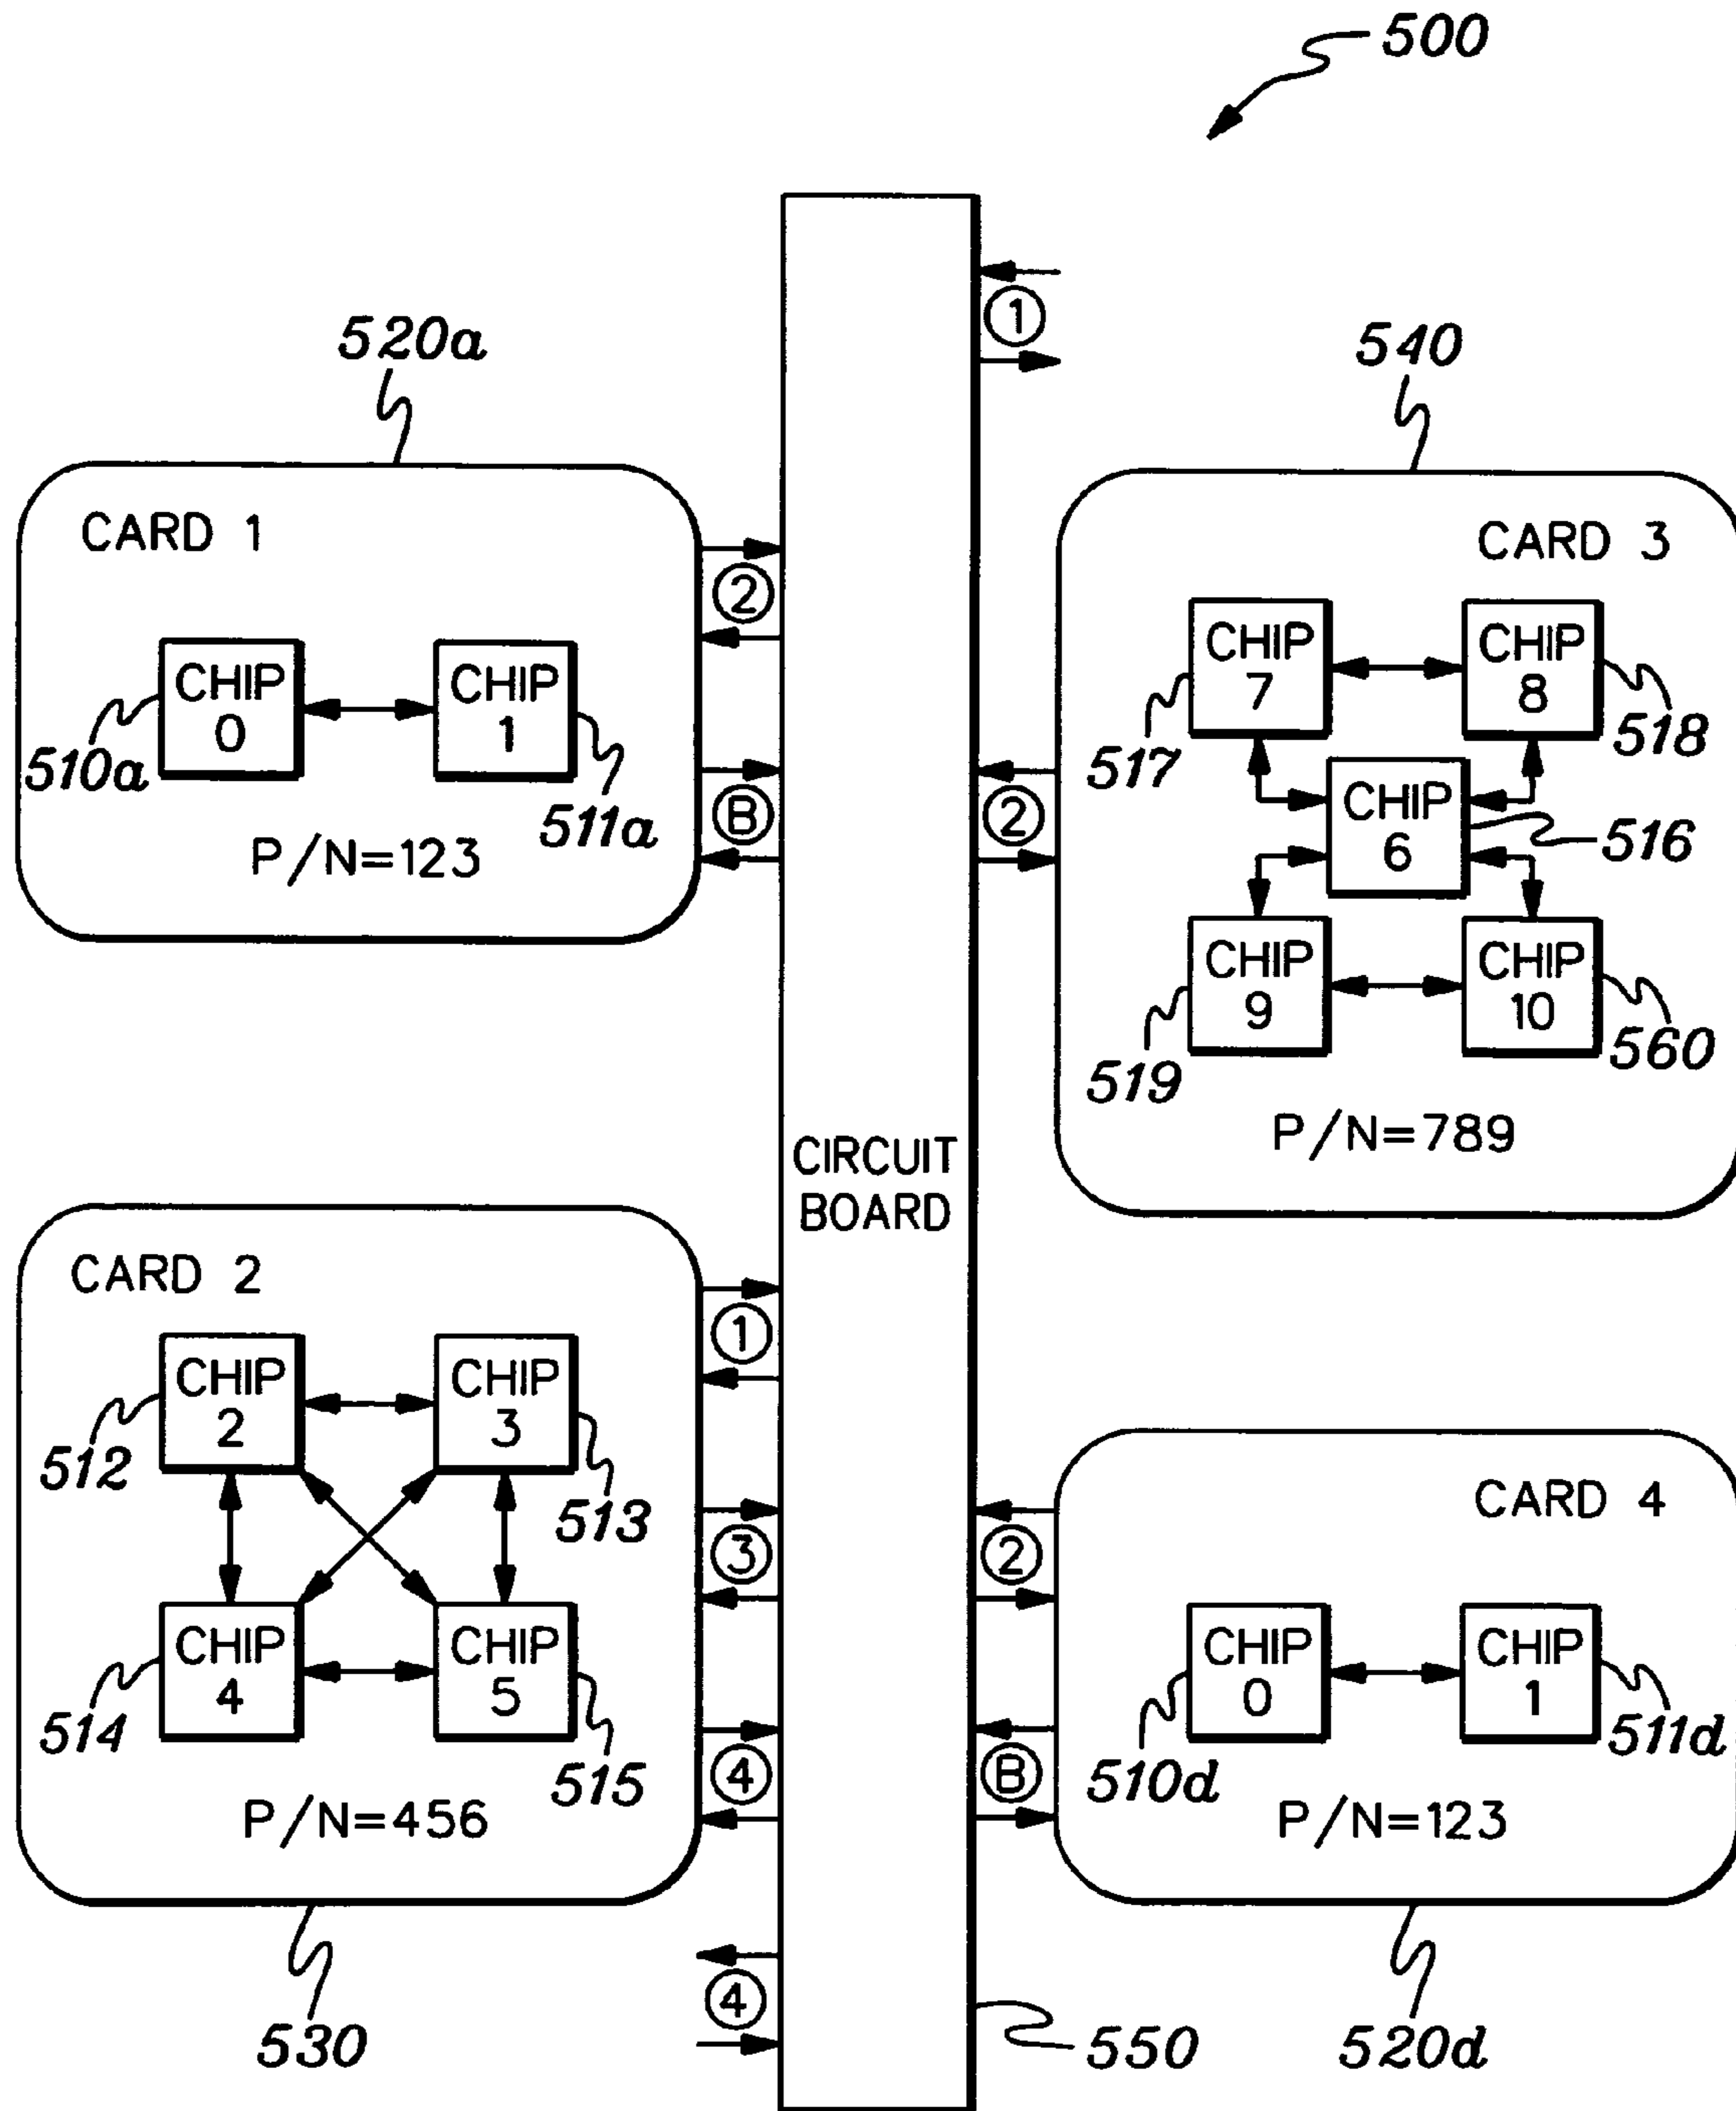 500
1
520a
540
CARD 1
2
CHIP
0
CHIP
1
510a
511a
B
P/N=123
CARD 3
CHIP
7
CHIP
8
517
518
2
CHIP
6
516
CHIP
9
CHIP
10
519
560
P/N=789
CIRCUIT
BOARD
CARD 2
1
CHIP
2
CHIP
3
512
513
3
CHIP
4
CHIP
5
514
515
4
P/N=456
530
4
CARD 4
2
CHIP
0
CHIP
1
510d
511d
B
P/N=123
550
520d